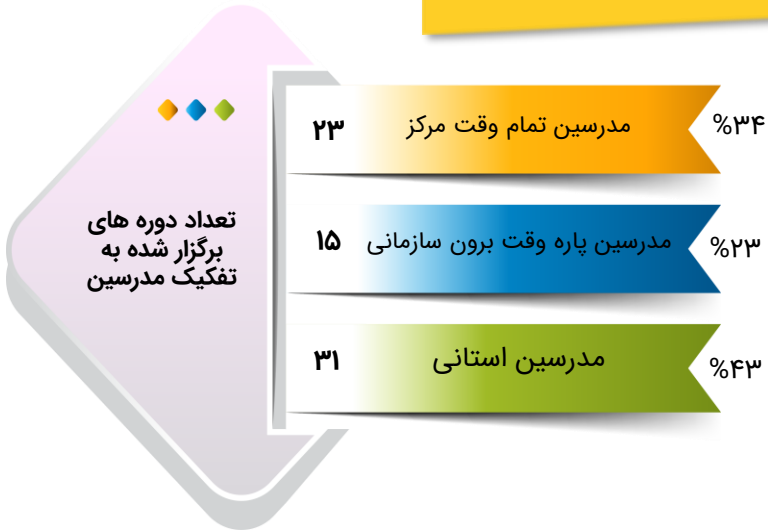 تعداد دوره های
برگزار شده به
تفکیک مدرسین
%۳۴
مدرسین تمام وقت مرکز
۲۳
%۲۳
مدرسین پاره وقت برون سازمانی
۱۵
%۴۳
مدرسین استانی
۳۱